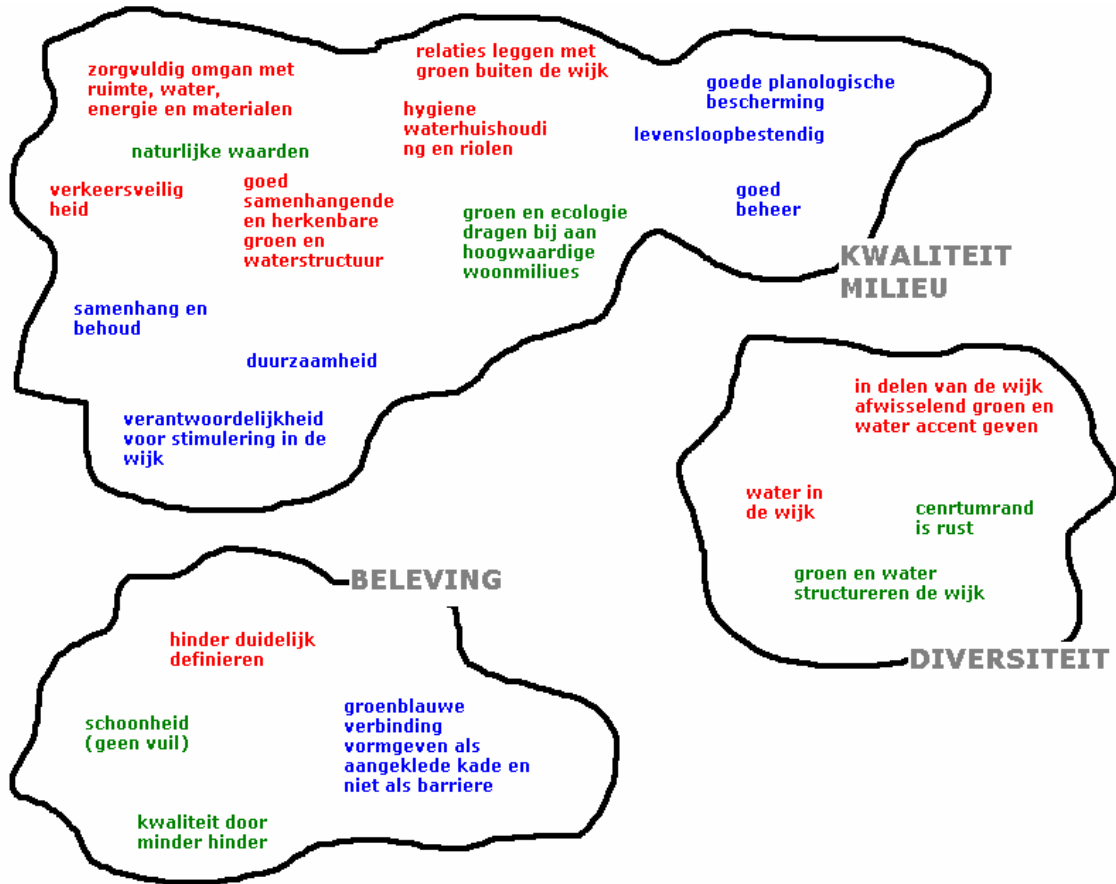 zorgvuldig omgan met
ruimte, water,
energie en materialen
relaties leggen met
groen buiten de wijk
goede planologische
bescherming
hygiene
waterhuishoudi
ng en riolen
levensloopbestendig
naturlijke waarden
verkeersveilig
heid
goed
samenhangende
en herkenbare
groen en
waterstructuur
groen en ecologie
dragen bij aan
hoogwaardige
woonmiliues
goed
beheer
KWALITEIT
MILIEU
samenhang en
behoud
duurzaamheid
verantwoordelijkheid
voor stimulering in de
wijk
in delen van de wijk
afwisselend groen en
water accent geven
water in
de wijk
cenrtumrand
is rust
groen en water
structureren de wijk
DIVERSITEIT
BELEVING
hinder duidelijk
definieren
schoonheid
(geen vuil)
groenblauwe
verbinding
vormgeven als
aangeklede kade en
niet als barriere
kwaliteit door
minder hinder